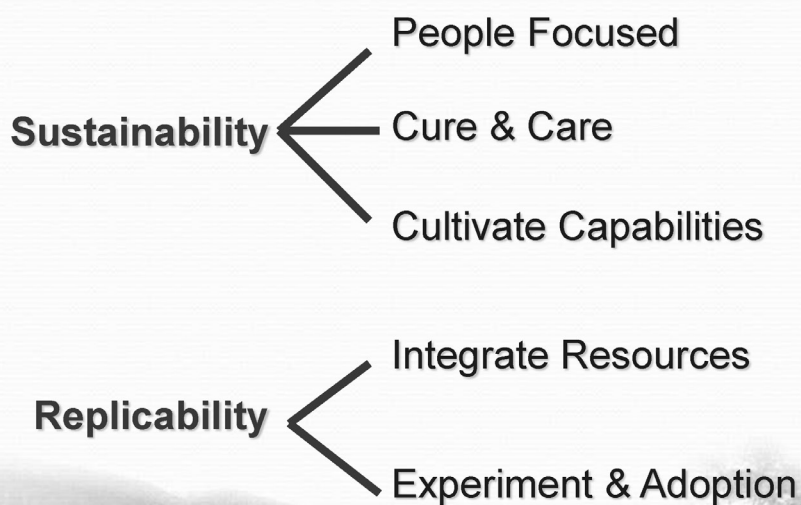 People Focused
Sustainability
Cure & Care
Cultivate Capabilities
Integrate Resources
Replicability
Experiment & Adoption